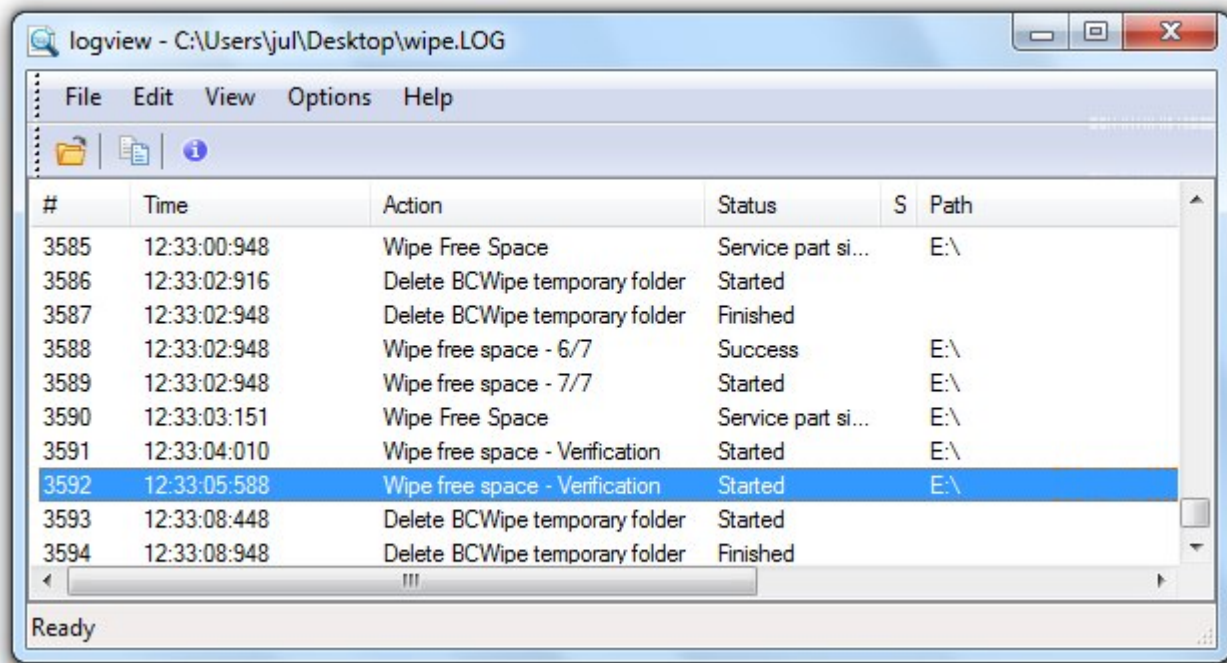 logview - C:\Users\jul\Desktop\wipe.LOG
File Edit View Options Help
# Time Action Status S Path
3585 12:33:00:948 Wipe Free Space Service part si... E:\
3586 12:33:02:916 Delete BCWipe temporary folder Started
3587 12:33:02:948 Delete BCWipe temporary folder Finished
3588 12:33:02:948 Wipe free space - 6/7 Success E:\
3589 12:33:02:948 Wipe free space - 7/7 Started E:\
3590 12:33:03:151 Wipe Free Space Service part si... E:\
3591 12:33:04:010 Wipe free space - Verification Started E:\
3592 12:33:05:588 Wipe free space - Verification Started E:\
3593 12:33:08:448 Delete BCWipe temporary folder Started
3594 12:33:08:948 Delete BCWipe temporary folder Finished
Ready